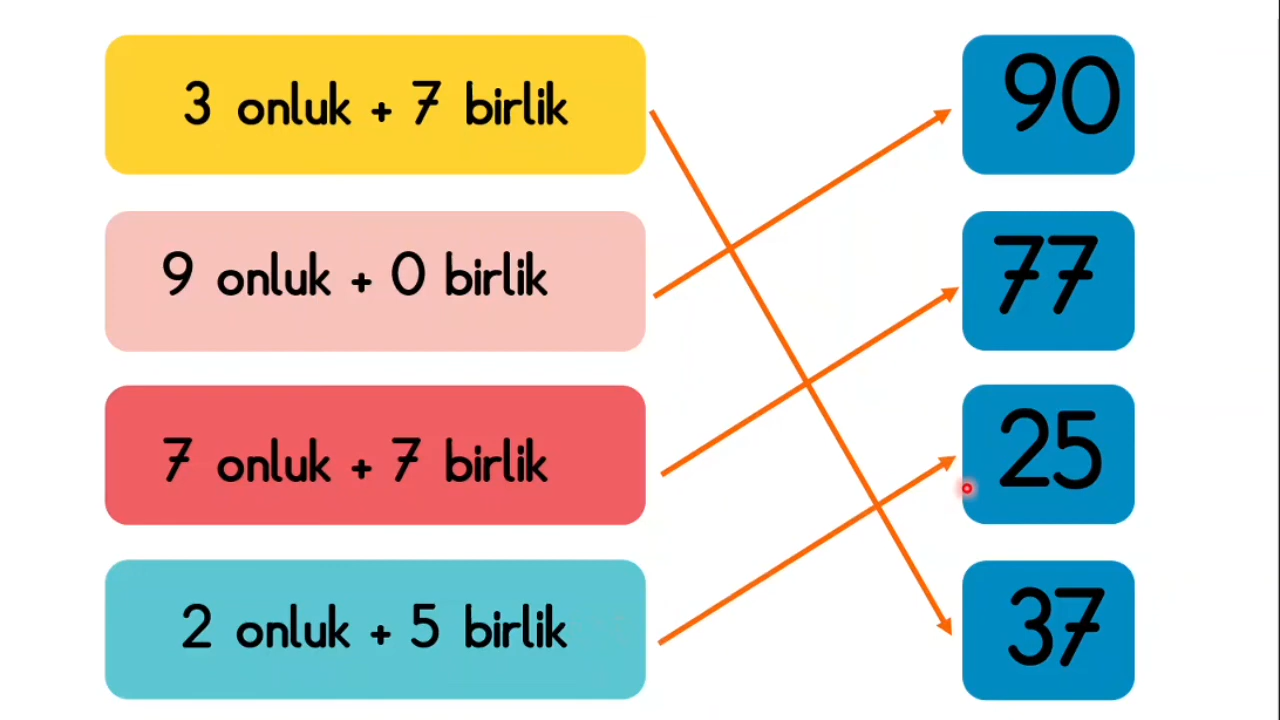 3 onluk + 7 birlik
90
9 onluk + 0 birlik
77
7 onluk + 7 birlik
25
2 onluk + 5 birlik
37